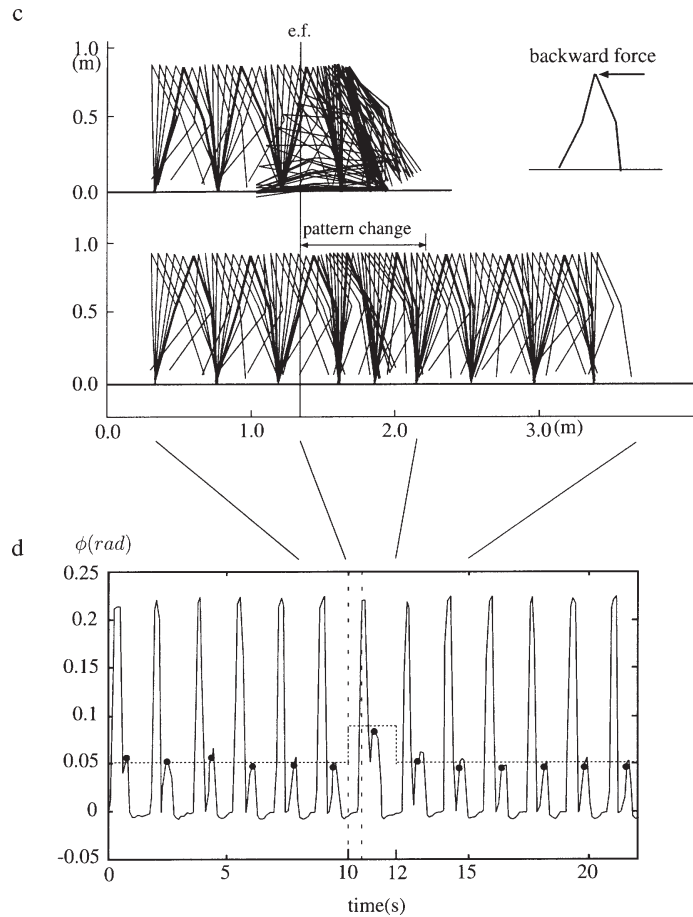 c
e.f.
1.0
(m)
0.5
0.0
backward force
pattern change
1.0
0.5
0.0
0.0 1.0 2.0 3.0 (m)
d
ϕ(rad)
0.25
0.2
0.15
0.1
0.05
0
-0.05
0 5 10 12 15 20
time(s)